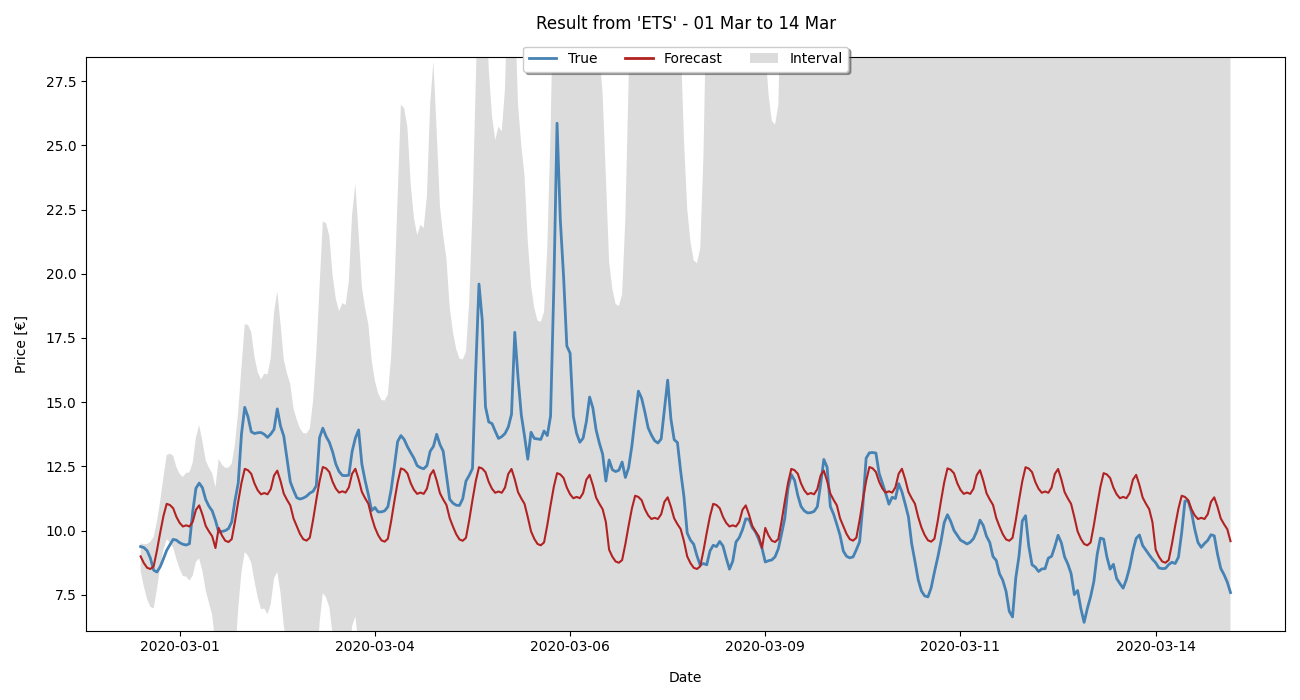 Result from 'ETS' - 01 Mar to 14 Mar
True Forecast Interval
27.5
25.0
22.5
20.0
17.5
15.0
12.5
10.0
7.5
Price [€]
2020-03-01 2020-03-04 2020-03-06 2020-03-09 2020-03-11 2020-03-14
Date